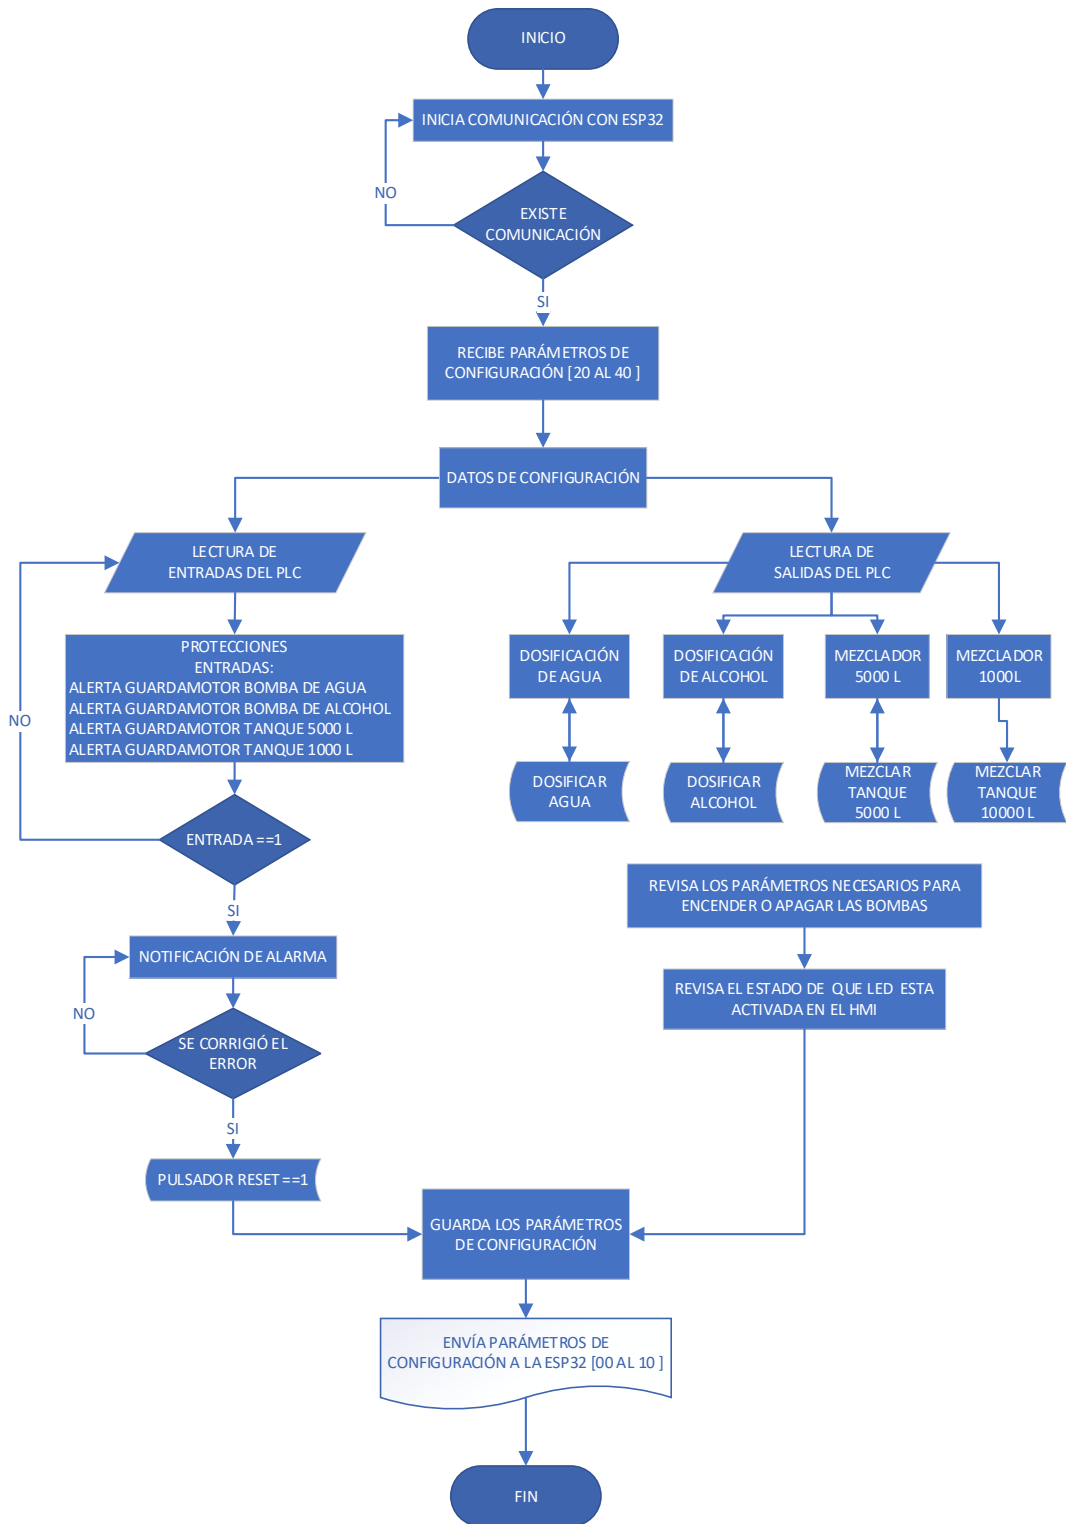 INICIO
INICIA COMUNICACIÓN CON ESP32
NO
EXISTE
COMUNICACIÓN
SI
RECIBE PARÁMETROS DE
CONFIGURACIÓN [20 AL 40 ]
DATOS DE CONFIGURACIÓN
LECTURA DE
ENTRADAS DEL PLC
LECTURA DE
SALIDAS DEL PLC
PROTECCIONES
ENTRADAS:
ALERTA GUARDAMOTOR BOMBA DE AGUA
ALERTA GUARDAMOTOR BOMBA DE ALCOHOL
ALERTA GUARDAMOTOR TANQUE 5000 L
ALERTA GUARDAMOTOR TANQUE 1000 L
DOSIFICACIÓN
DE AGUA
DOSIFICACIÓN
DE ALCOHOL
MEZCLADOR
5000 L
MEZCLADOR
1000L
NO
DOSIFICAR
AGUA
DOSIFICAR
ALCOHOL
MEZCLAR
TANQUE
5000 L
MEZCLAR
TANQUE
10000 L
ENTRADA ==1
SI
REVISA LOS PARÁMETROS NECESARIOS PARA
ENCENDER O APAGAR LAS BOMBAS
NOTIFICACIÓN DE ALARMA
REVISA EL ESTADO DE QUE LED ESTA
ACTIVADA EN EL HMI
NO
SE CORRIGIÓ EL
ERROR
SI
PULSADOR RESET ==1
GUARDA LOS PARÁMETROS
DE CONFIGURACIÓN
ENVÍA PARÁMETROS DE
CONFIGURACIÓN A LA ESP32 [00 AL 10 ]
FIN